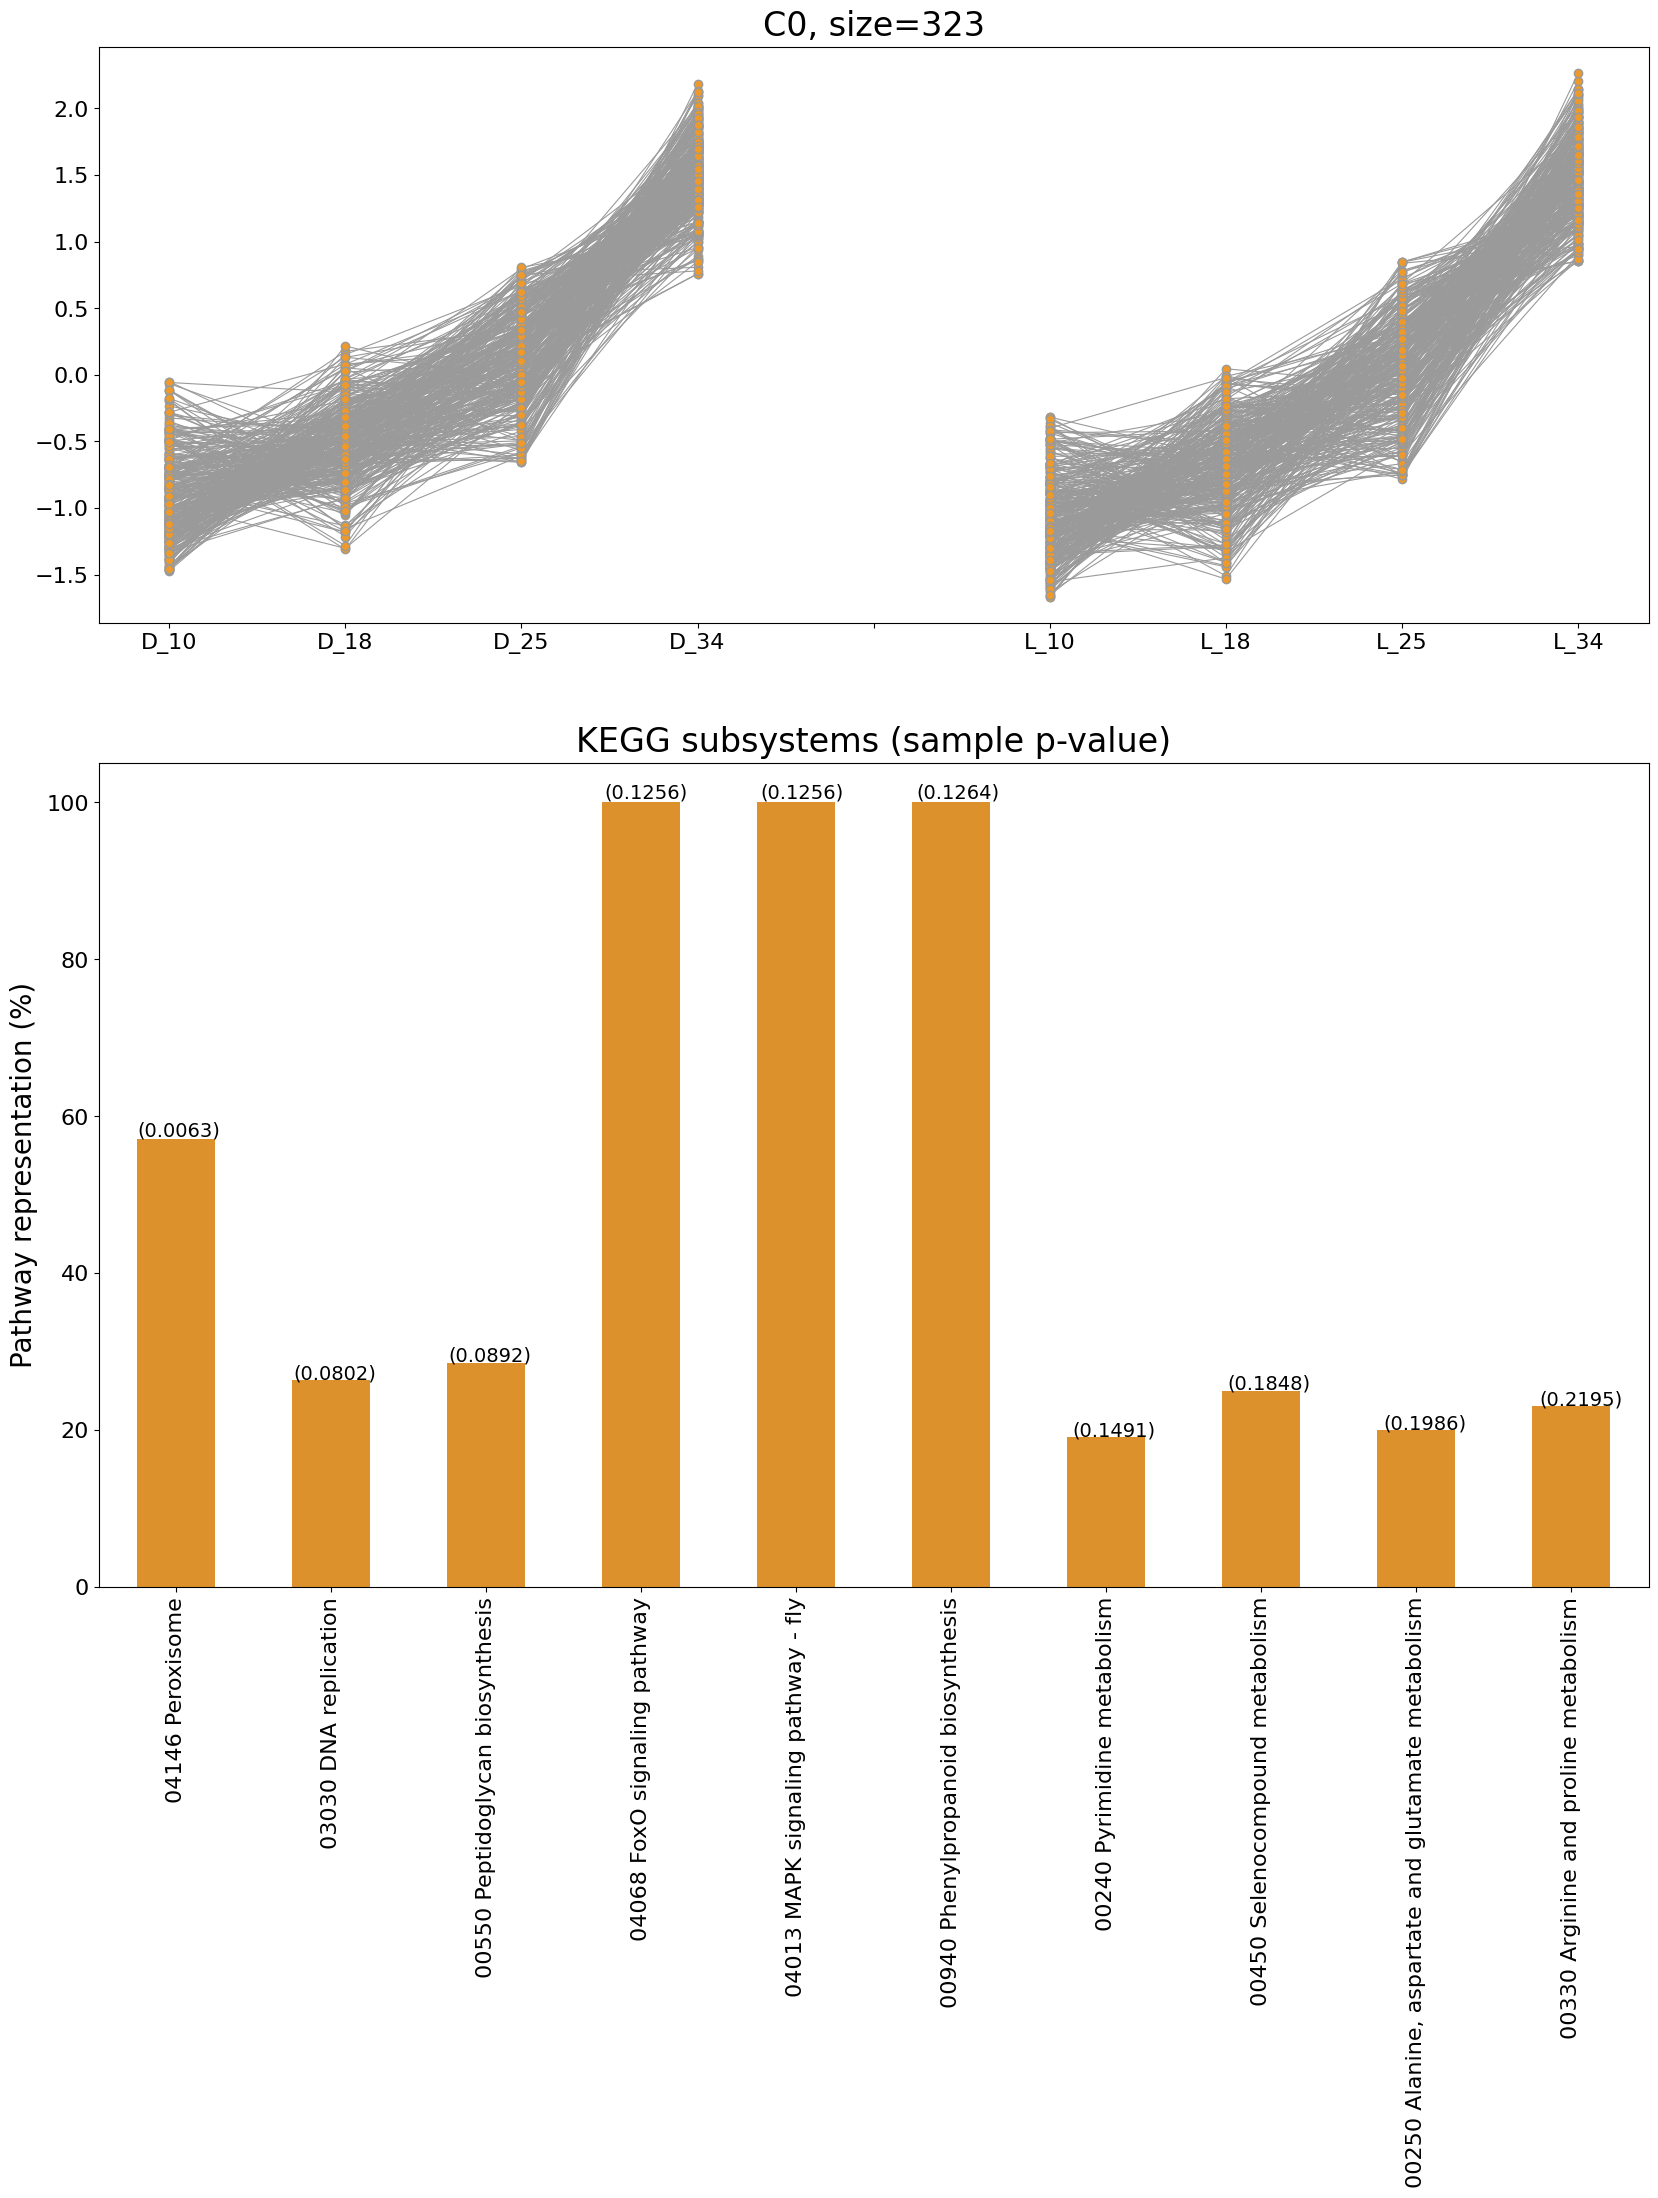 C0, size=323
2.0
1.5
1.0
0.5
0.0
−0.5
−1.0
−1.5
D_10 D_18 D_25 D_34 L_10 L_18 L_25 L_34
KEGG subsystems (sample p-value)
Pathway representation (%)
100
80
60
40
20
0
(0.0063) (0.0802) (0.0892) (0.1256) (0.1256) (0.1264) (0.1491) (0.1848) (0.1986) (0.2195)
04146 Peroxisome
03030 DNA replication
00550 Peptidoglycan biosynthesis
04068 FoxO signaling pathway
04013 MAPK signaling pathway - fly
00940 Phenylpropanoid biosynthesis
00240 Pyrimidine metabolism
00450 Selenocompound metabolism
00250 Alanine, aspartate and glutamate metabolism
00330 Arginine and proline metabolism